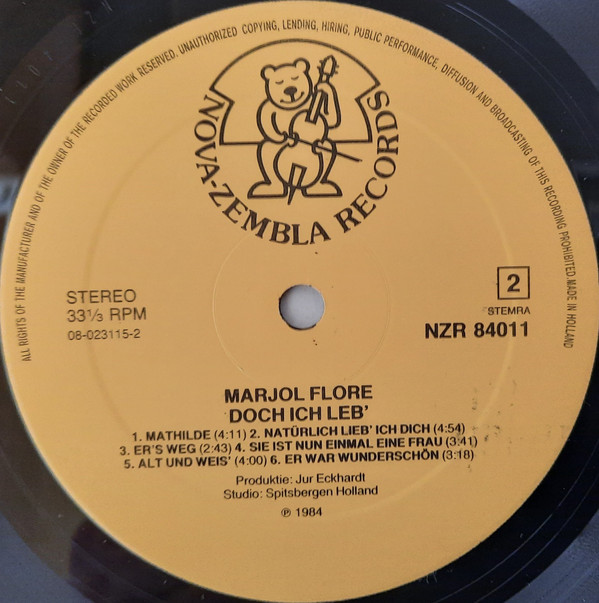 ALL RIGHTS OF THE MANUFACTURER AND OF THE OWNER OF THE RECORDED WORK RESERVED. UNAUTHORIZED COPYING, LENDING, HIRING, PUBLIC PERFORMANCE, DIFFUSION AND BROADCASTING OF THIS RECORDING PROHIBITED. MADE IN HOLLAND
NOVA-ZEMBLA RECORDS
STEREO
33⅓ RPM
08-023115-2
2
STEMRA
NZR 84011
MARJOL FLORE
DOCH ICH LEB'
1. MATHILDE (4:11) 2. NATÜRLICH LIEB' ICH DICH (4:54)
3. ER'S WEG (2:43) 4. SIE IST NUN EINMAL EINE FRAU (3:41)
5. ALT UND WEIS' (4:00) 6. ER WAR WUNDERSCHÖN (3:18)
Produktie: Jur Eckhardt
Studio: Spitsbergen Holland
℗ 1984